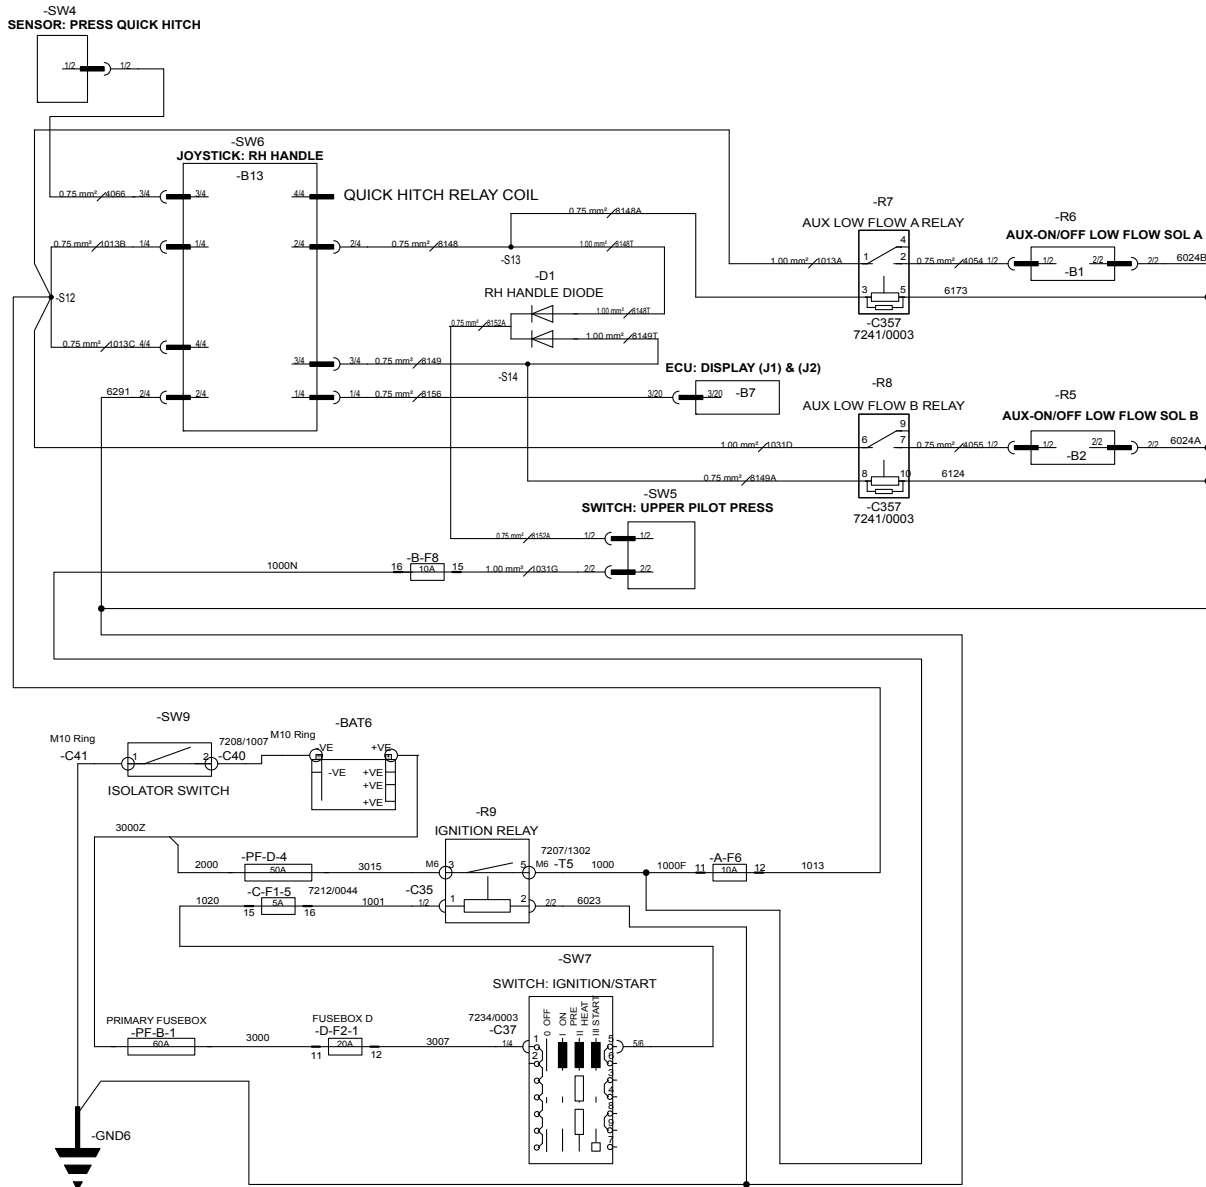 -SW4
SENSOR: PRESS QUICK HITCH
1/2 1/2
-SW6
JOYSTICK: RH HANDLE
-B13
0.75 mm² 4066 3/4 3/4
4/4 QUICK HITCH RELAY COIL
0.75 mm² 1013B 1/4 1/4
2/4 2/4 0.75 mm² 8148
-S13
0.75 mm² 8148A
1.00 mm² 8148T
-S12
-D1
RH HANDLE DIODE
0.75 mm² 8152A
1.00 mm² 8148T
1.00 mm² 8149T
0.75 mm² 1013C 4/4 4/4
3/4 3/4 0.75 mm² 8149
-S14
6291 2/4 2/4
1/4 1/4 0.75 mm² 8156
ECU: DISPLAY (J1) & (J2)
3/20 3/20 -B7
-R7
AUX LOW FLOW A RELAY
1.00 mm² 1013A
1 4 2
3 5
-C357
7241/0003
0.75 mm² 4054 1/2
6173
-R6
AUX-ON/OFF LOW FLOW SOL A
1/2 2/2 2/2
-B1
6024B
-R8
AUX LOW FLOW B RELAY
1.00 mm² 1031D
6 9 7
8 10
-C357
7241/0003
0.75 mm² 8149A
0.75 mm² 4055 1/2
6124
-R5
AUX-ON/OFF LOW FLOW SOL B
1/2 2/2 2/2
-B2
6024A
-SW5
SWITCH: UPPER PILOT PRESS
0.75 mm² 8152A 1/2 1/2
1000N
-B-F8
16 10A 15
1.00 mm² 1031G 2/2 2/2
-SW9
M10 Ring
-C41
1 2
7208/1007
-C40
ISOLATOR SWITCH
-BAT6
M10 Ring
-VE +VE
-VE +VE
+VE
+VE
3000Z
2000
-PF-D-4
50A
3015
-R9
IGNITION RELAY
M6 3 5 M6
7207/1302
-T5
1000
1000F
-A-F6
11 10A 12
1013
1020
-C-F1-5
15 5A 16
7212/0044
1001
-C35
1/2 1 2 2/2
6023
-SW7
SWITCH: IGNITION/START
PRIMARY FUSEBOX
-PF-B-1
60A
3000
FUSEBOX D
-D-F2-1
11 20A 12
3007
7234/0003
-C37
1/4
0 OFF
I ON
II PRE HEAT
III START
1
2
5
6
3
4
8
9
7
5/6
-GND6